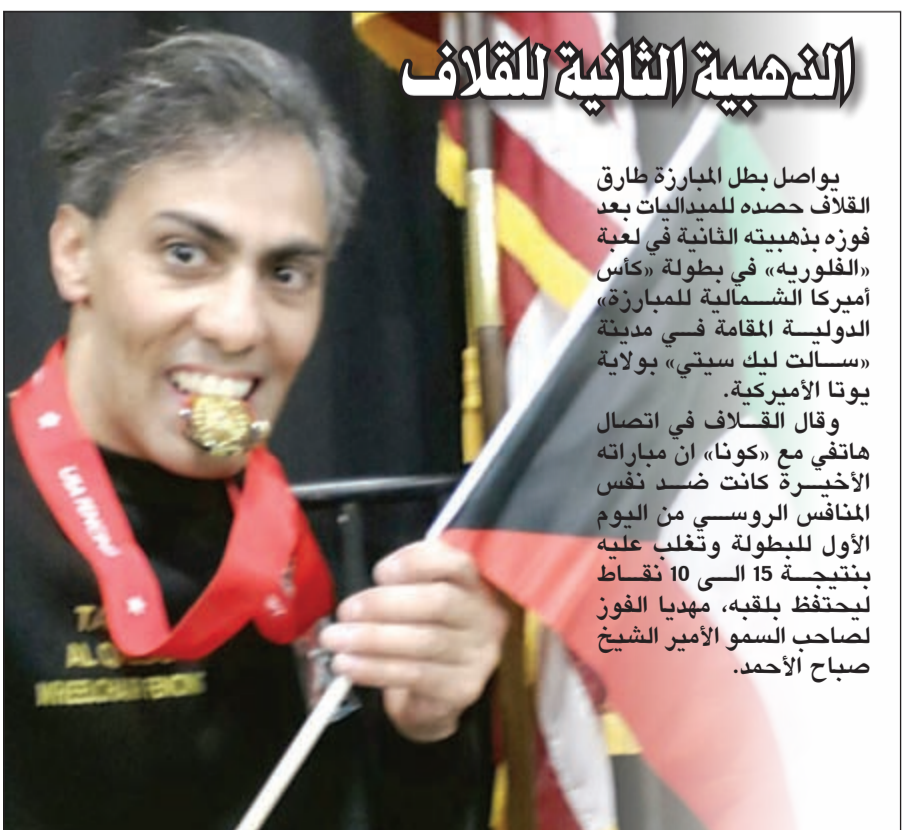 الذهبية الثانية للقلاف
يواصل بطل المبارزة طارق
القلاف حصده للميداليات بعد
فوزه بذهبيته الثانية في لعبة
«الفلوريه» في بطولة «كأس
أميركا الشمالية للمبارزة»
الدولية المقامة في مدينة
«سالت ليك سيتي» بولاية
يوتا الأميركية.
وقال القلاف في اتصال
هاتفي مع «كونا» ان مباراته
الأخيرة كانت ضد نفس
المنافس الروسي من اليوم
الأول للبطولة وتغلب عليه
بنتيجة 15 الى 10 نقاط
ليحتفظ بلقبه، مهديا الفوز
لصاحب السمو الأمير الشيخ
صباح الأحمد.